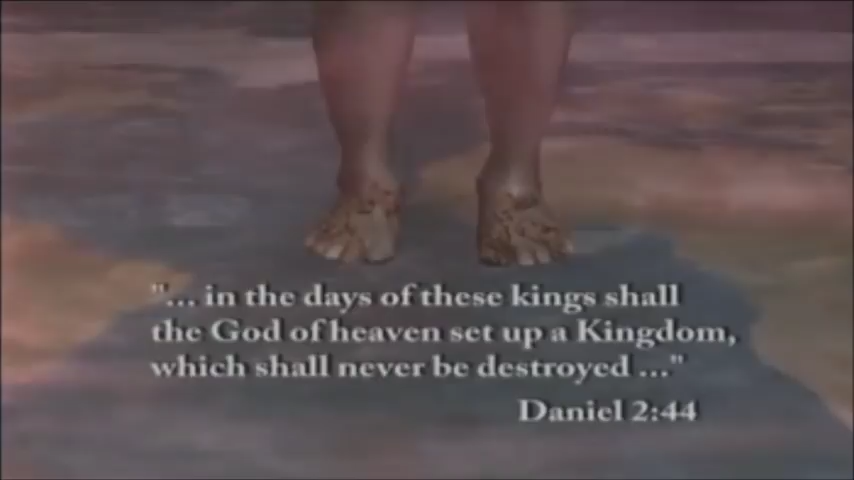 "... in the days of these kings shall
the God of heaven set up a Kingdom,
which shall never be destroyed ..."
Daniel 2:44